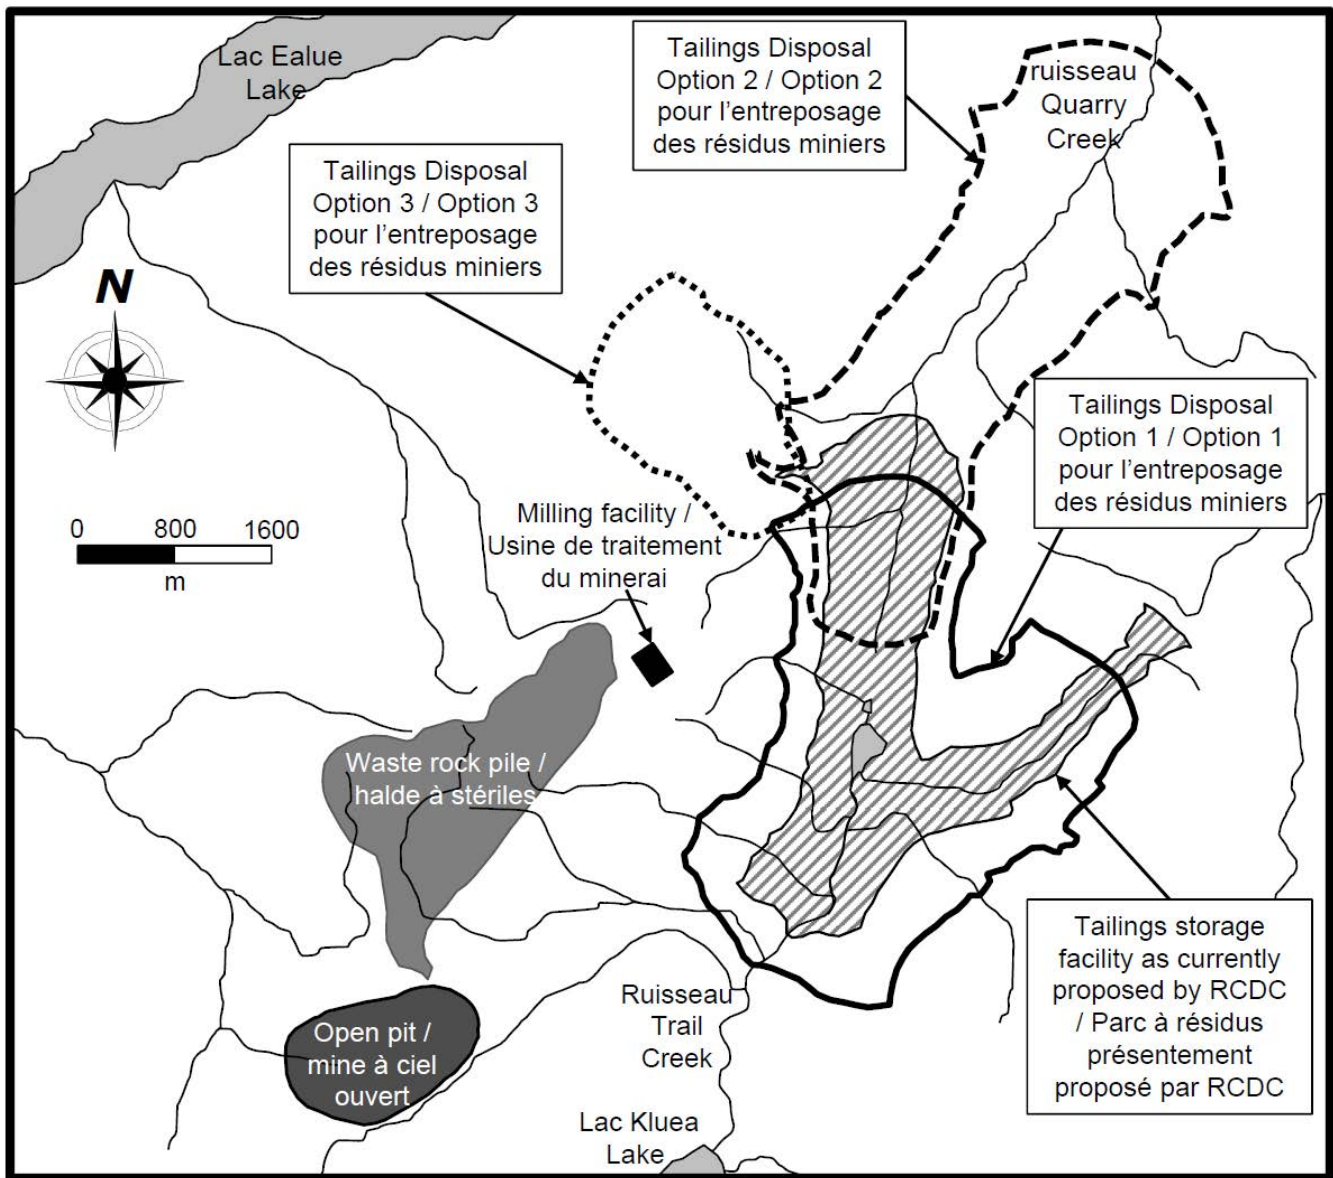 Lac Ealue
Lake
Tailings Disposal
Option 2 / Option 2
pour l'entreposage
des résidus miniers
ruisseau
Quarry
Creek
Tailings Disposal
Option 3 / Option 3
pour l'entreposage
des résidus miniers
N
Tailings Disposal
Option 1 / Option 1
pour l'entreposage
des résidus miniers
0 800 1600
m
Milling facility /
Usine de traitement
du minerai
Waste rock pile /
halde à stériles
Tailings storage
facility as currently
proposed by RCDC
/ Parc à résidus
présentement
proposé par RCDC
Ruisseau
Trail
Creek
Open pit /
mine à ciel
ouvert
Lac Kluea
Lake